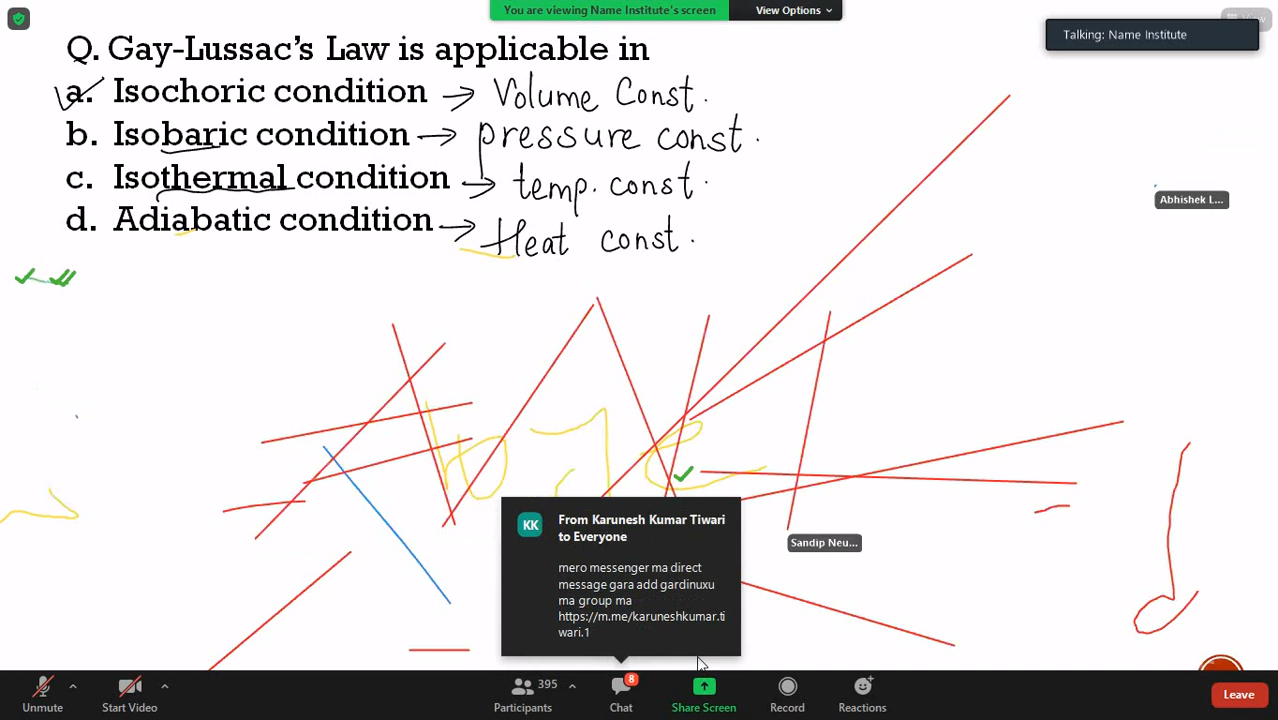 You are viewing Name Institute's screen
View Options
View
Talking: Name Institute
Q. Gay-Lussac's Law is applicable in
a. Isochoric condition → Volume Const.
b. Isobaric condition → pressure const.
c. Isothermal condition → temp. const.
d. Adiabatic condition → Heat const.
Abhishek L...
Sandip Neu...
KK
From Karunesh Kumar Tiwari
to Everyone
mero messenger ma direct
message gara add gardinuxu
ma group ma
https://m.me/karuneshkumar.ti
wari.1
Unmute
Start Video
395
Participants
8
Chat
Share Screen
Record
Reactions
Leave